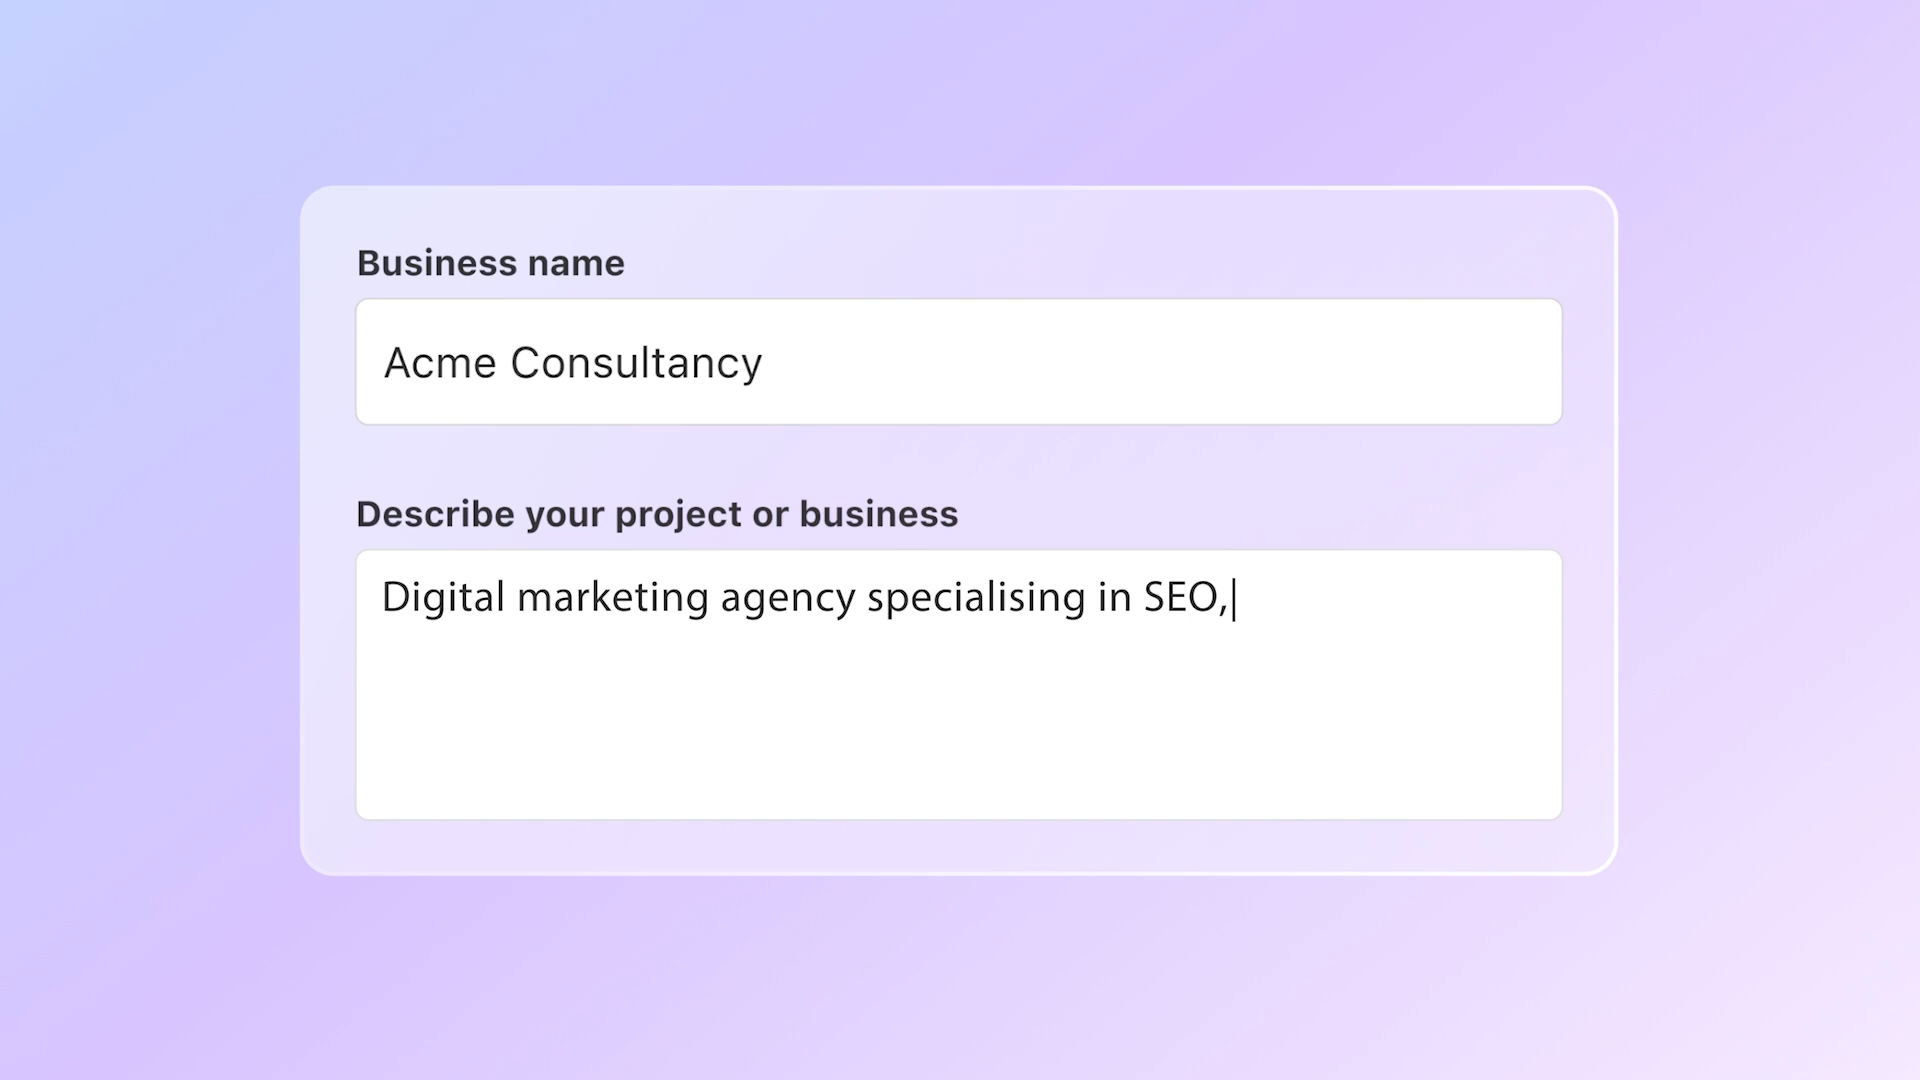 Business name
Acme Consultancy
Describe your project or business
Digital marketing agency specialising in SEO,